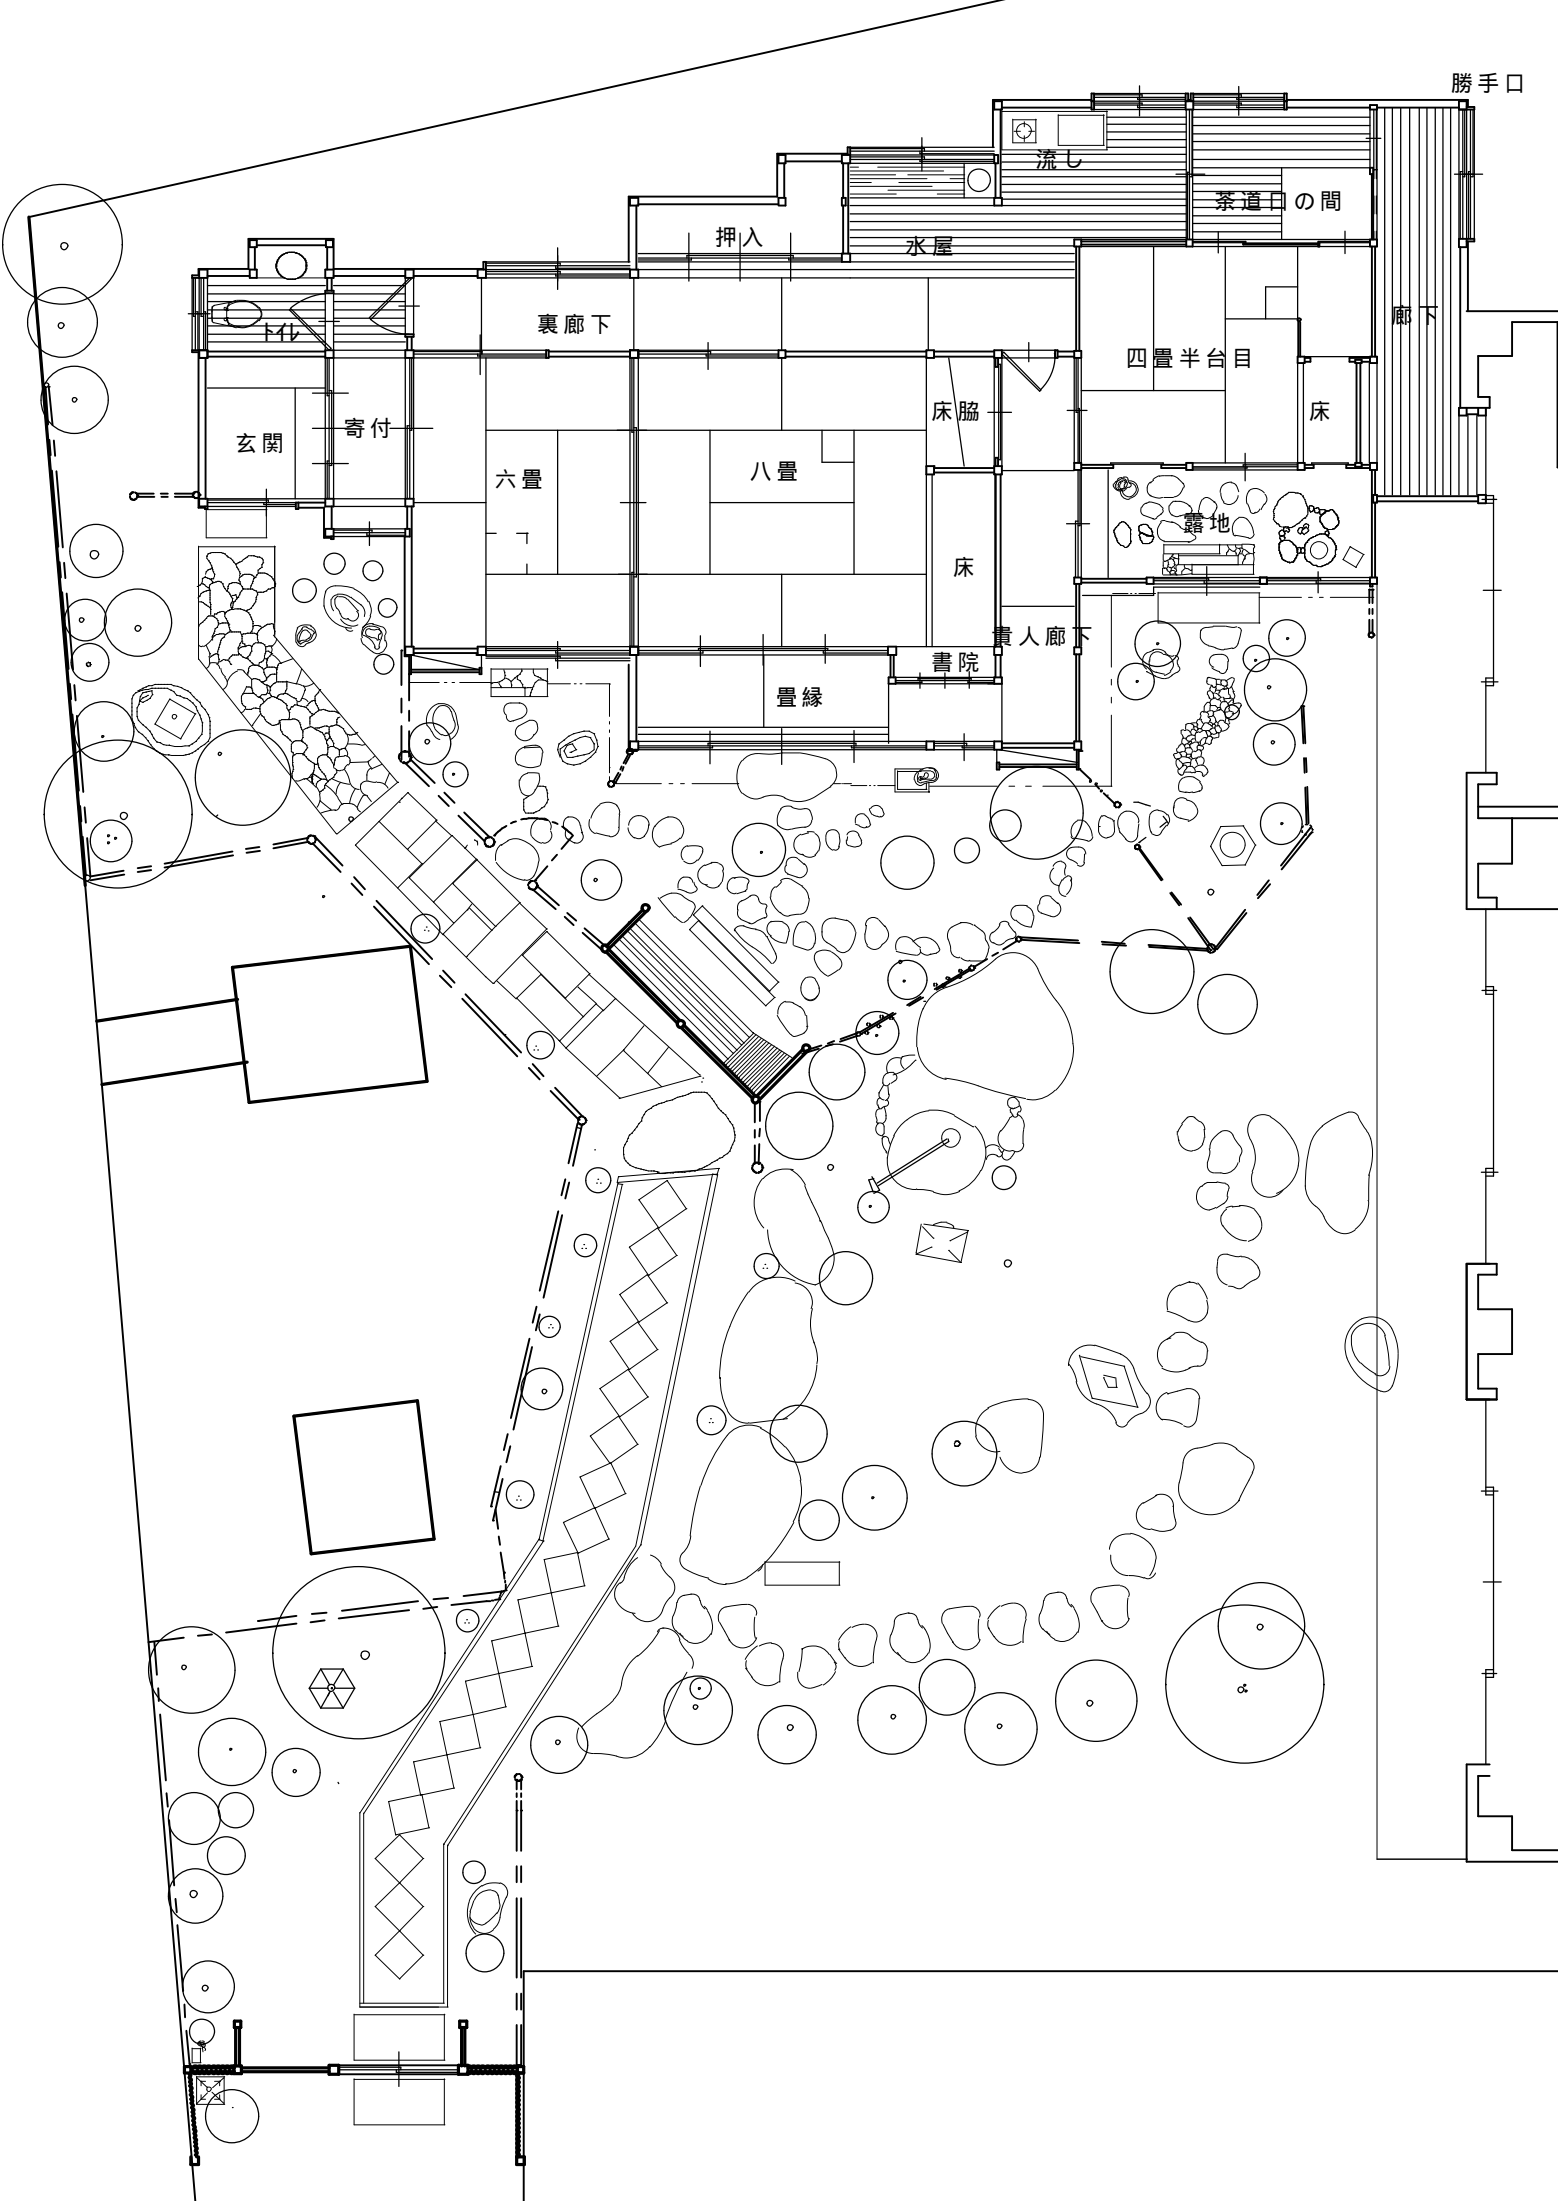 勝手口
流し
茶道口の間
押入
水屋
裏廊下
トイレ
廊下
四畳半台目
床脇
床
玄関
寄付
六畳
八畳
露地
床
貴人廊下
書院
畳縁